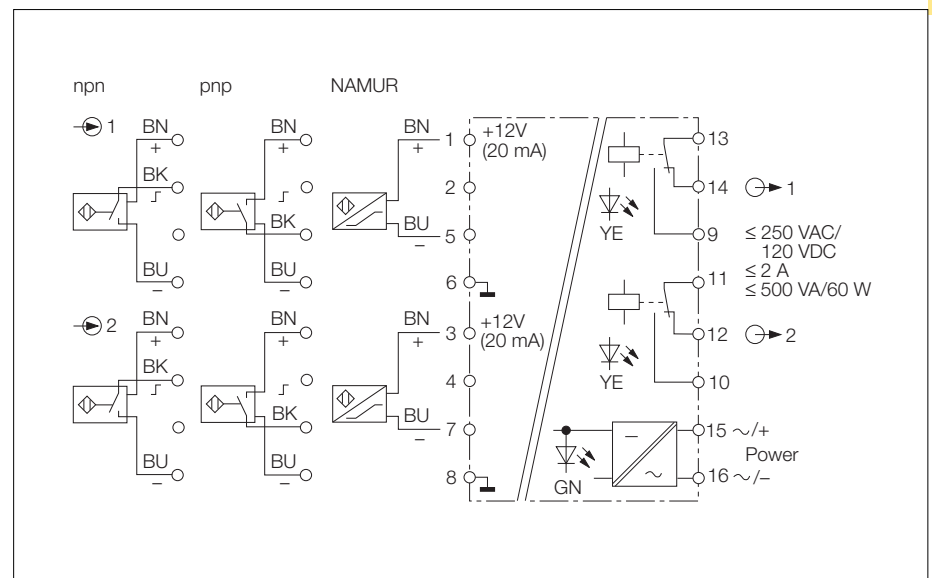 npn
pnp
NAMUR
1
BN
+
BK
BU
–
BN
+
BK
BU
–
BN
+
BU
–
1
+12V
(20 mA)
2
5
6
13
14
1
YE
9
≤ 250 VAC/
120 VDC
≤ 2 A
≤ 500 VA/60 W
2
BN
+
BK
BU
–
BN
+
BK
BU
–
BN
+
BU
–
3
+12V
(20 mA)
4
7
8
11
12
2
YE
10
GN
–
~
15 ~/+
Power
16 ~/–